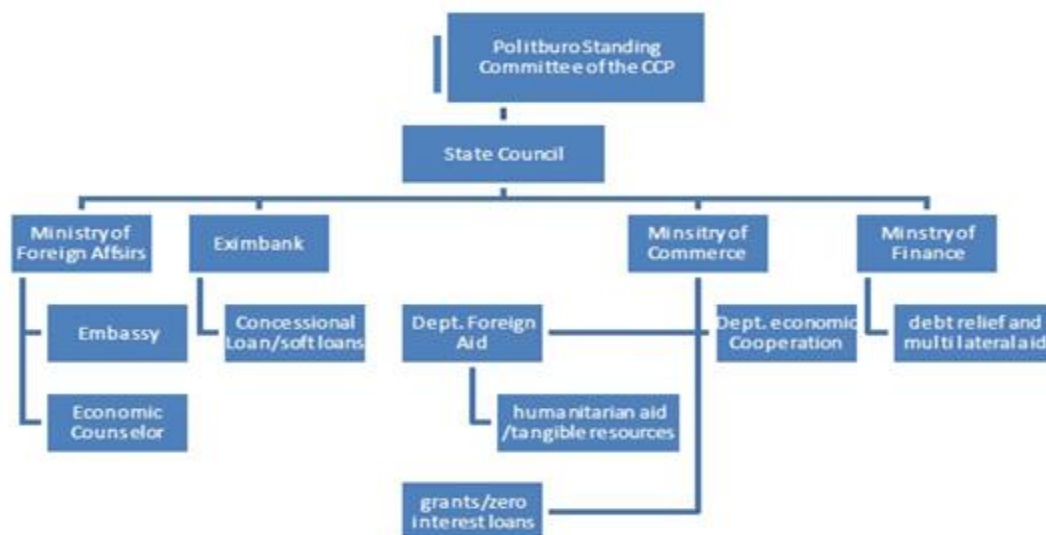 Politburo Standing
Committee of the CCP
State Council
Ministry of
Foreign Affsirs
Eximbank
Minsitry of
Commerce
Minstry of
Finance
Embassy
Concessional
Loan/soft loans
Dept. Foreign
Aid
Dept. economic
Cooperation
debt relief and
multi lateral aid
Economic
Counselor
humanitarian aid
/tangible resources
grants/zero
interest loans